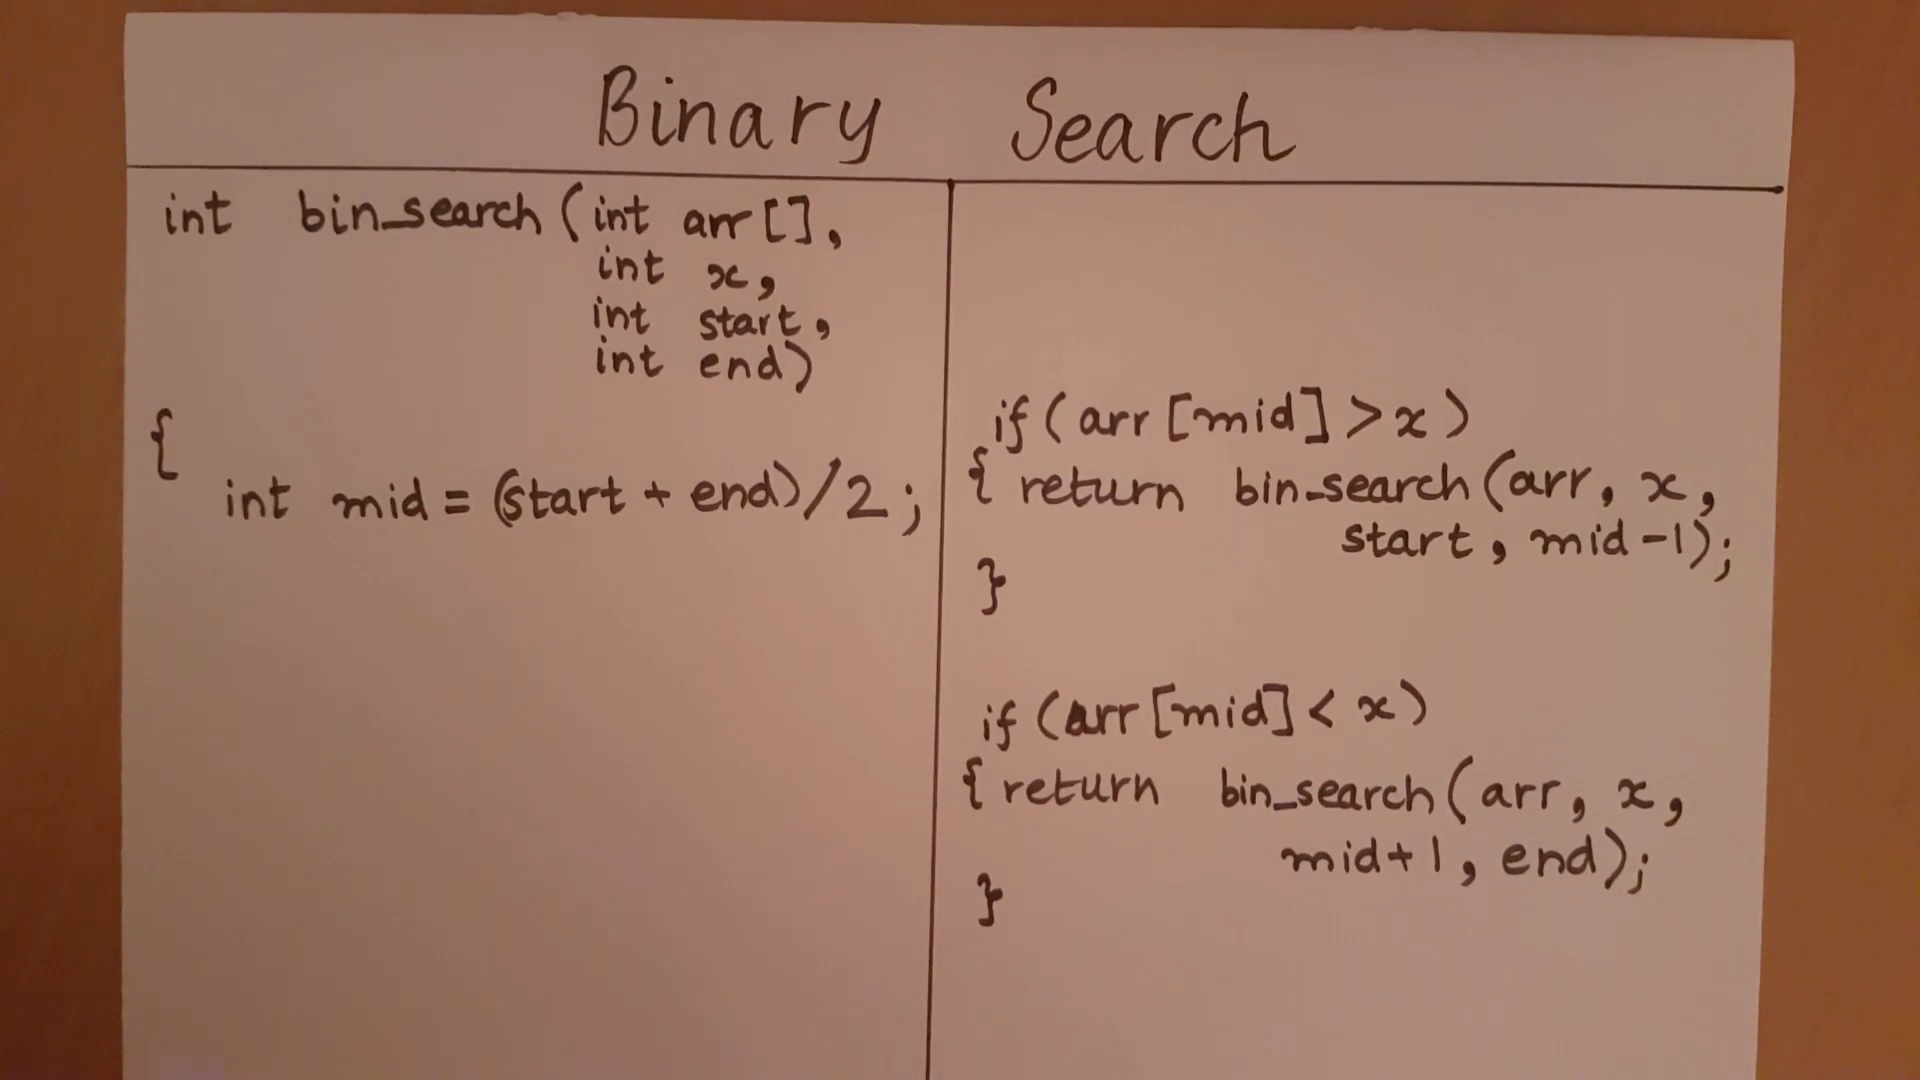 Binary Search
int bin_search(int arr[],
int x,
int start,
int end)
{
int mid = (start + end)/2;
if(arr[mid]>x)
{ return bin_search(arr, x,
start, mid-1);
}
if(arr[mid]< x)
{ return bin_search(arr, x,
mid+1, end);
}